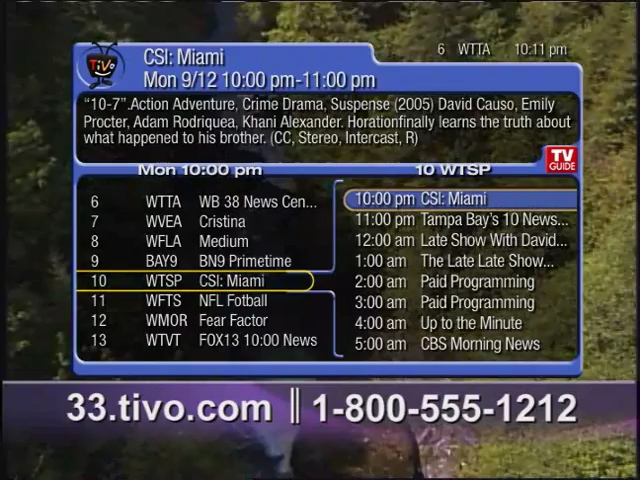 6 WTTA 10:11 pm
TiVo
CSI: Miami
Mon 9/12 10:00 pm-11:00 pm
“10-7”.Action Adventure, Crime Drama, Suspense (2005) David Causo, Emily
Procter, Adam Rodriquea, Khani Alexander. Horationfinally learns the truth about
what happened to his brother. (CC, Stereo, Intercast, R)
TV
GUIDE
Mon 10:00 pm
6 WTTA WB 38 News Cen...
7 WVEA Cristina
8 WFLA Medium
9 BAY9 BN9 Primetime
10 WTSP CSI: Miami
11 WFTS NFL Fotball
12 WMOR Fear Factor
13 WTVT FOX13 10:00 News
10 WTSP
10:00 pm CSI: Miami
11:00 pm Tampa Bay's 10 News...
12:00 am Late Show With David...
1:00 am The Late Late Show...
2:00 am Paid Programming
3:00 am Paid Programming
4:00 am Up to the Minute
5:00 am CBS Morning News
33.tivo.com || 1-800-555-1212